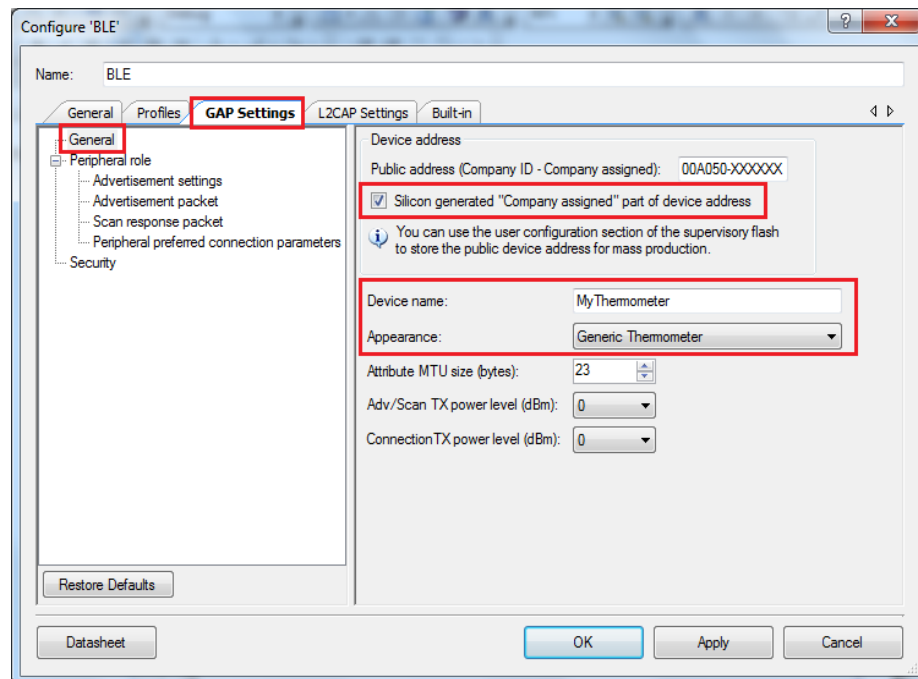 Configure 'BLE'
Name: BLE
General Profiles GAP Settings L2CAP Settings Built-in
General
Peripheral role
Advertisement settings
Advertisement packet
Scan response packet
Peripheral preferred connection parameters
Security
Restore Defaults
Device address
Public address (Company ID - Company assigned): 00A050-XXXXXX
Silicon generated "Company assigned" part of device address
You can use the user configuration section of the supervisory flash
to store the public device address for mass production.
Device name: MyThermometer
Appearance: Generic Thermometer
Attribute MTU size (bytes): 23
Adv/Scan TX power level (dBm): 0
ConnectionTX power level (dBm): 0
Datasheet OK Apply Cancel